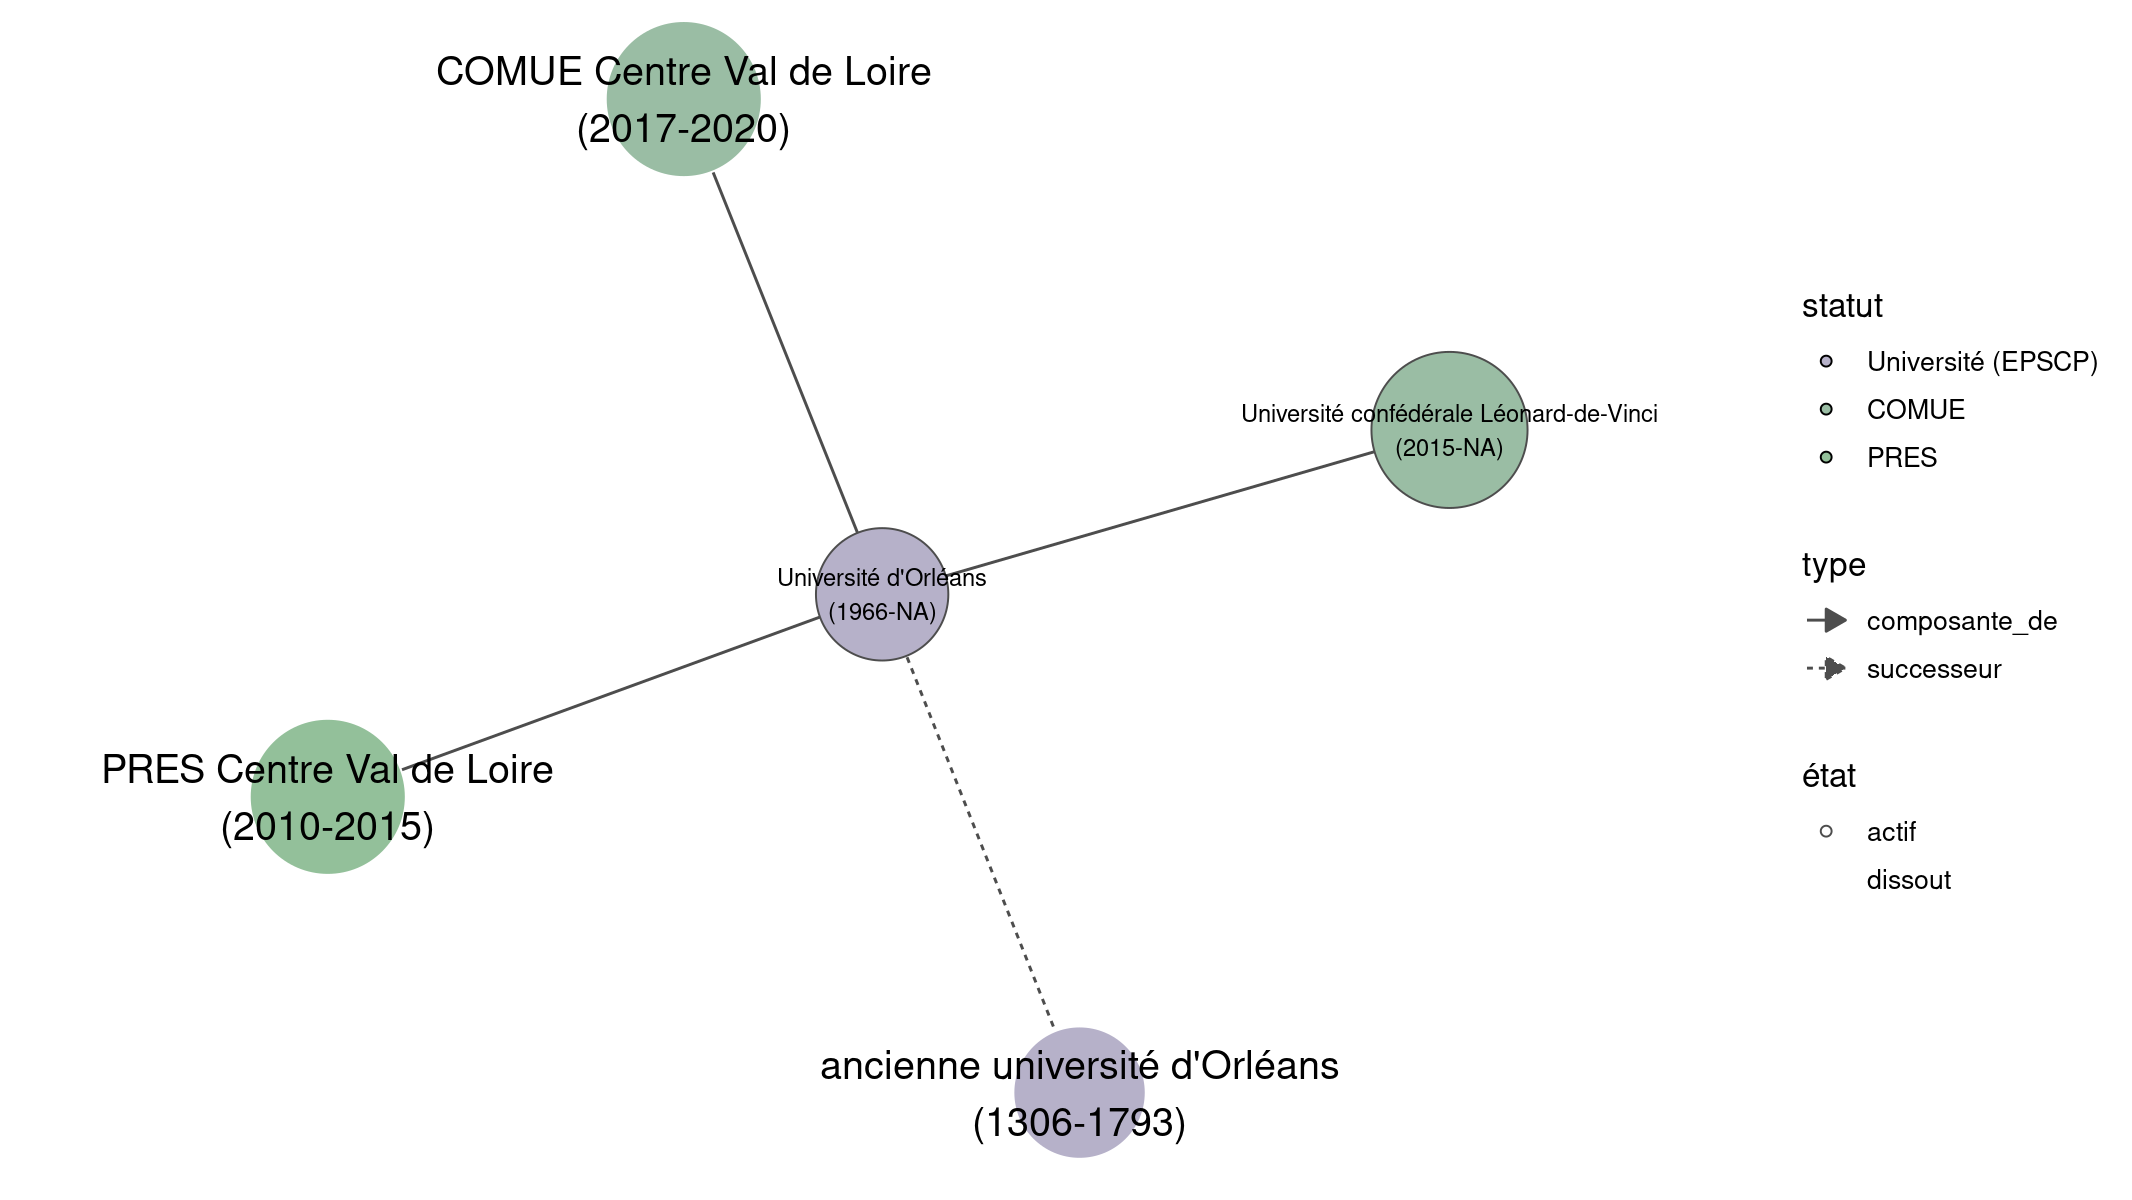 COMUE Centre Val de Loire
(2017-2020)
Université confédérale Léonard-de-Vinci
(2015-NA)
Université d'Orléans
(1966-NA)
PRES Centre Val de Loire
(2010-2015)
ancienne université d'Orléans
(1306-1793)
statut
Université (EPSCP)
COMUE
PRES
type
composante_de
successeur
état
actif
dissout